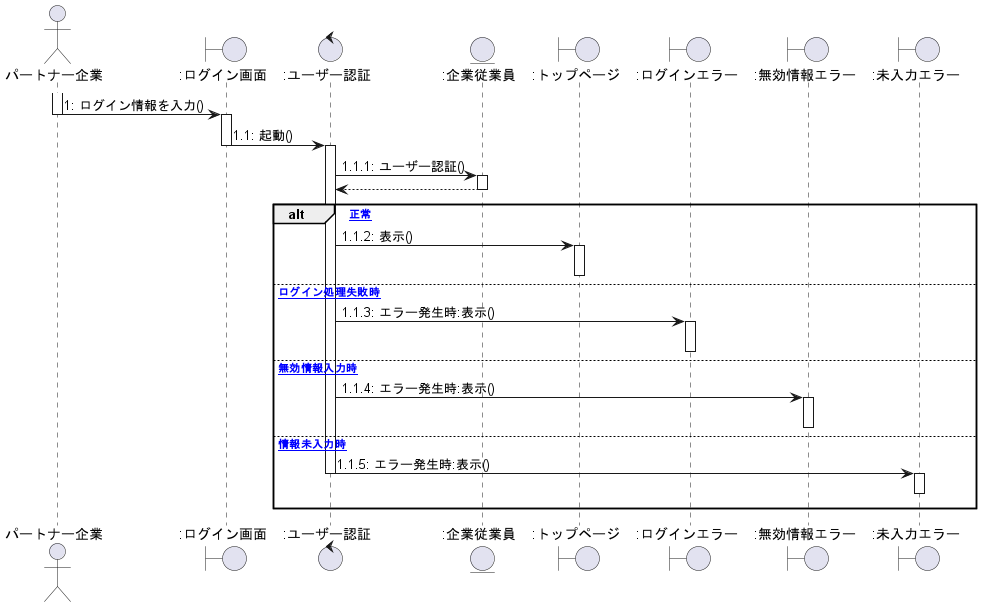 パートナー企業
:ログイン画面
:ユーザー認証
:企業従業員
:トップページ
:ログインエラー
:無効情報エラー
:未入力エラー
1: ログイン情報を入力()
1.1: 起動()
1.1.1: ユーザー認証()
alt
正常
1.1.2: 表示()
ログイン処理失敗時
1.1.3: エラー発生時:表示()
無効情報入力時
1.1.4: エラー発生時:表示()
情報未入力時
1.1.5: エラー発生時:表示()
パートナー企業
:ログイン画面
:ユーザー認証
:企業従業員
:トップページ
:ログインエラー
:無効情報エラー
:未入力エラー